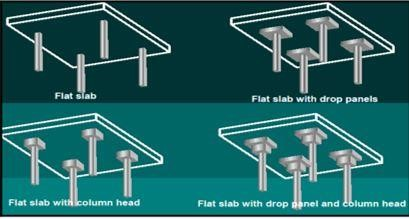 Flat slab
Flat slab with drop panels
Flat slab with column head
Flat slab with drop panel and column head